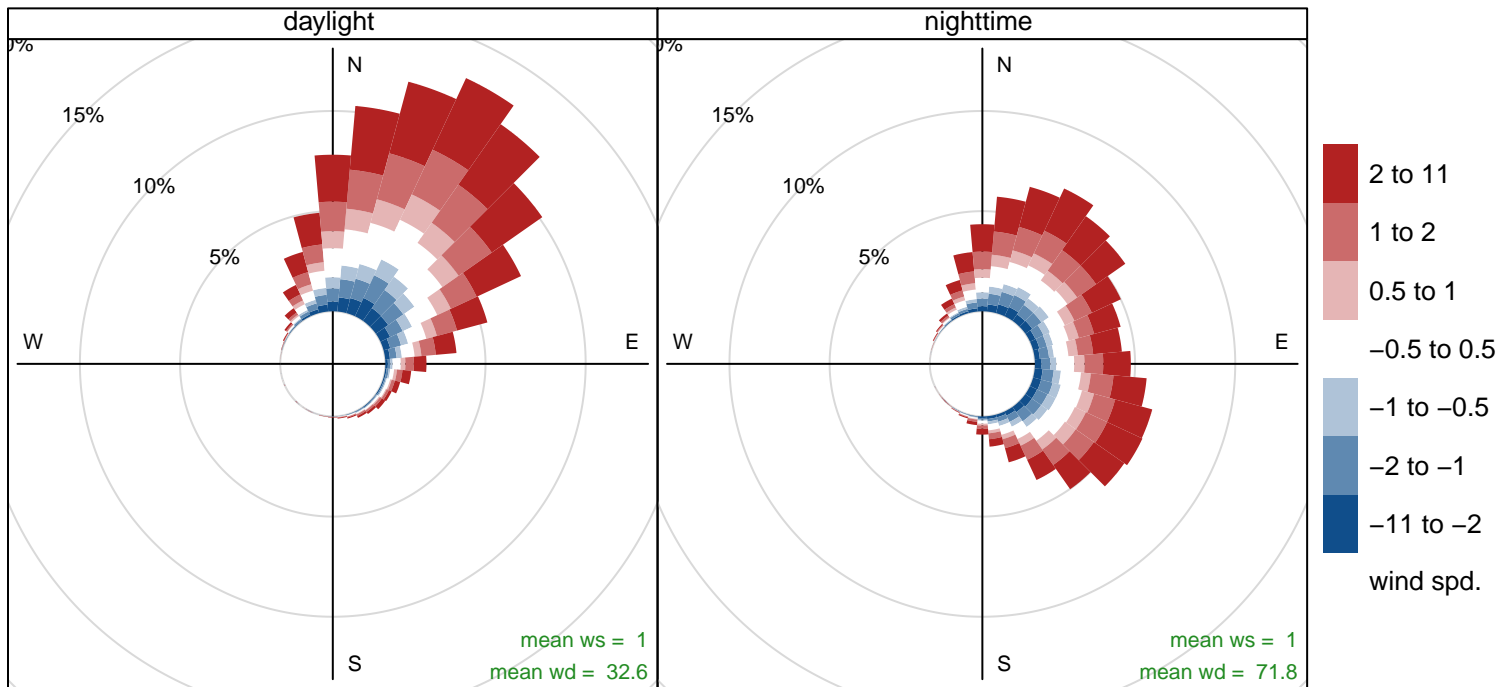 daylight
0%
15%
10%
5%
N
W
E
S
mean ws = 1
mean wd = 32.6
nighttime
0%
15%
10%
5%
N
W
E
S
mean ws = 1
mean wd = 71.8
2 to 11
1 to 2
0.5 to 1
−0.5 to 0.5
−1 to −0.5
−2 to −1
−11 to −2
wind spd.